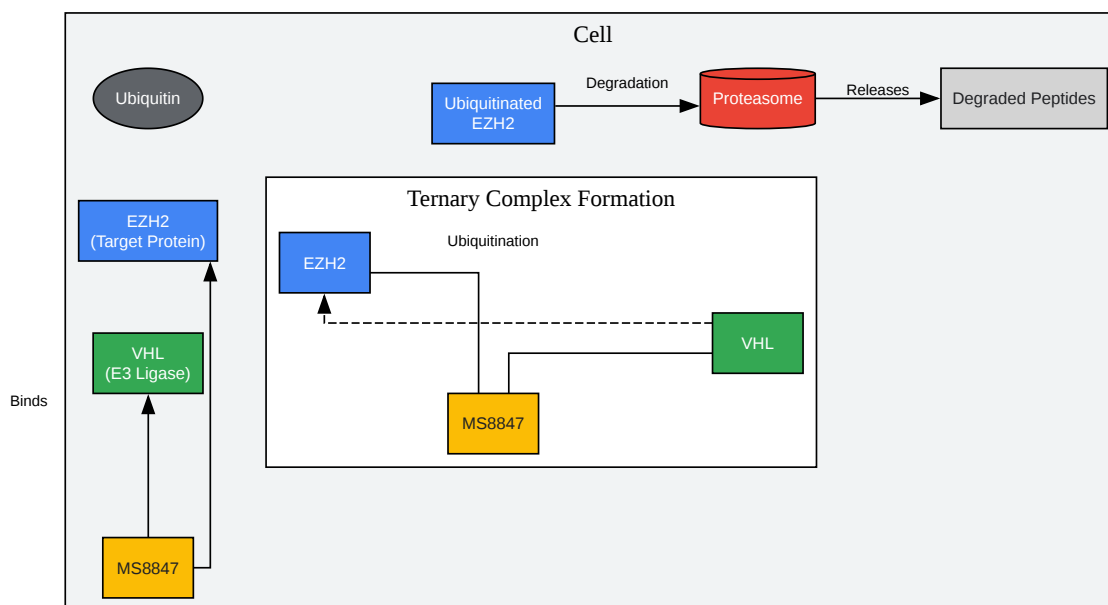 Cell
Ubiquitin
Ubiquitinated
EZH2
Degradation
Proteasome
Releases
Degraded Peptides
Ternary Complex Formation
EZH2
(Target Protein)
Ubiquitination
EZH2
VHL
(E3 Ligase)
VHL
Binds
MS8847
MS8847